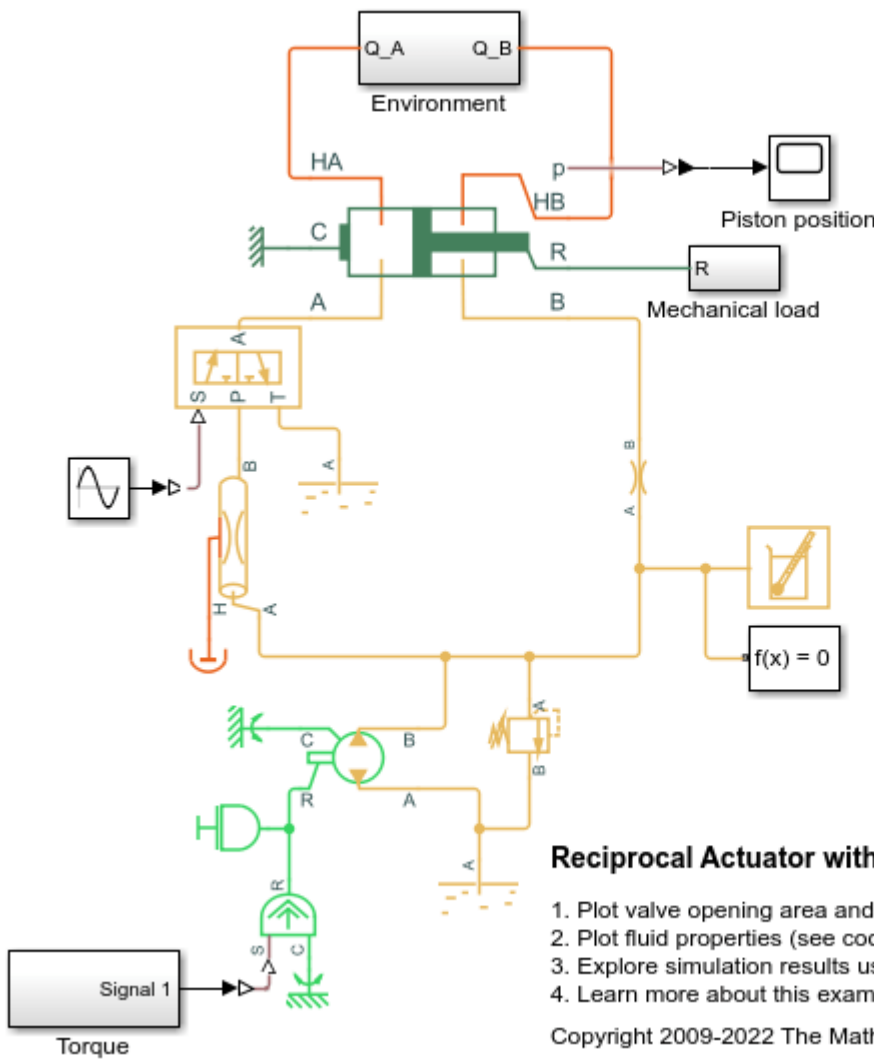 Q_A
Q_B
Environment
HA
p
HB
Piston position
C
R
R
Mechanical load
A
B
A
S
P
T
B
A
B
A
H
A
f(x) = 0
C
B
A
B
R
A
A
R
S
C
Signal 1
Torque
Reciprocal Actuator with
1. Plot valve opening area and
2. Plot fluid properties (see coo
3. Explore simulation results us
4. Learn more about this exam
Copyright 2009-2022 The Math